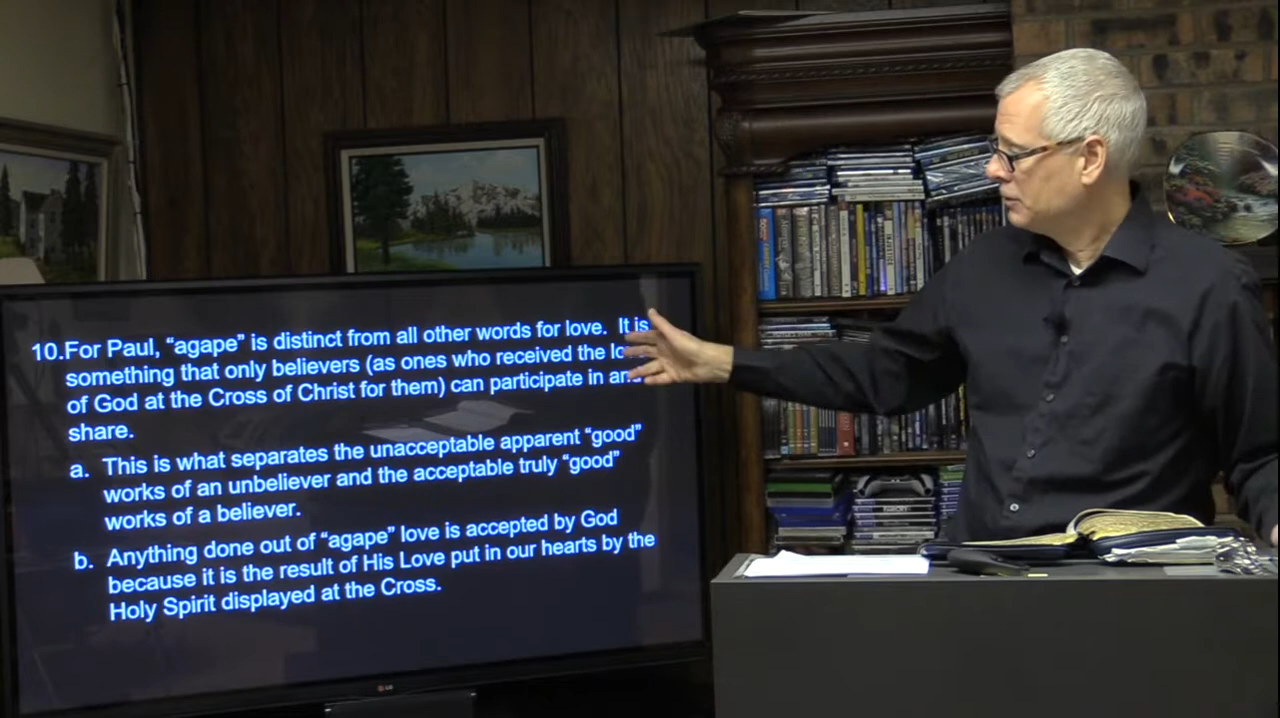 10.For Paul, “agape” is distinct from all other words for love. It is
something that only believers (as ones who received the
of God at the Cross of Christ for them) can participate in
share.
a. This is what separates the unacceptable apparent “good”
works of an unbeliever and the acceptable truly “good”
works of a believer.
b. Anything done out of “agape” love is accepted by God
because it is the result of His Love put in our hearts by the
Holy Spirit displayed at the Cross.
LG